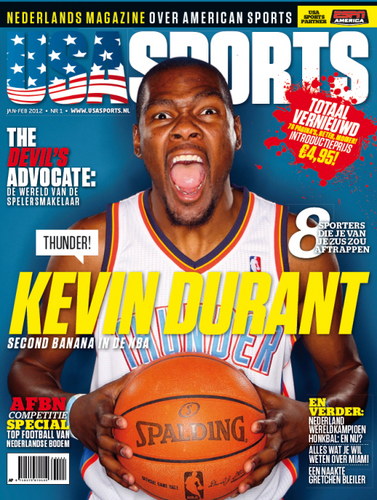 NEDERLANDS MAGAZINE OVER AMERICAN SPORTS
USA SPORTS PARTNER
ESPN AMERICA
USASPORTS
JAN-FEB 2012 • NR 1 • WWW.USASPORTS.NL
TOTAAL
VERNIEUWD
INTRODUCTIEPRIJS
€4,95!
THE
DEVIL'S
ADVOCATE:
DE WERELD VAN DE
SPELERSMAKELAAR
8 SPORTERS
DIE JE VAN
JE ZUS ZOU
AFTRAPPEN
THUNDER!
KEVIN DURANT
SECOND BANANA IN DE NBA
THUNDER
AFBN
COMPETITIE
SPECIAL
TOP FOOTBALL VAN
NEDERLANDSE BODEM
SPALDING
EN
VERDER:
NEDERLAND
WERELDKAMPIOEN
HONKBAL: EN NU?
ALLES WAT JE WIL
WETEN OVER MIAMI
EEN NAAKTE
GRETCHEN BLEILER